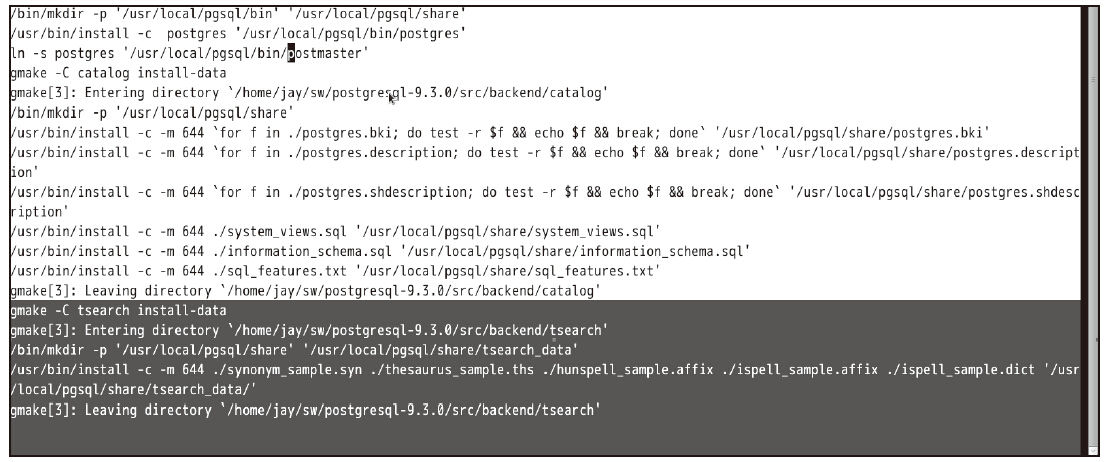 /bin/mkdir -p '/usr/local/pgsql/bin' '/usr/local/pgsql/share'
/usr/bin/install -c  postgres '/usr/local/pgsql/bin/postgres'
ln -s postgres '/usr/local/pgsql/bin/postmaster'
gmake -C catalog install-data
gmake[3]: Entering directory `/home/jay/sw/postgresql-9.3.0/src/backend/catalog'
/bin/mkdir -p '/usr/local/pgsql/share'
/usr/bin/install -c -m 644 `for f in ./postgres.bki; do test -r $f && echo $f && break; done` '/usr/local/pgsql/share/postgres.bki'
/usr/bin/install -c -m 644 `for f in ./postgres.description; do test -r $f && echo $f && break; done` '/usr/local/pgsql/share/postgres.descript
ion'
/usr/bin/install -c -m 644 `for f in ./postgres.shdescription; do test -r $f && echo $f && break; done` '/usr/local/pgsql/share/postgres.shdesc
ription'
/usr/bin/install -c -m 644 ./system_views.sql '/usr/local/pgsql/share/system_views.sql'
/usr/bin/install -c -m 644 ./information_schema.sql '/usr/local/pgsql/share/information_schema.sql'
/usr/bin/install -c -m 644 ./sql_features.txt '/usr/local/pgsql/share/sql_features.txt'
gmake[3]: Leaving directory `/home/jay/sw/postgresql-9.3.0/src/backend/catalog'
gmake -C tsearch install-data
gmake[3]: Entering directory `/home/jay/sw/postgresql-9.3.0/src/backend/tsearch'
/bin/mkdir -p '/usr/local/pgsql/share' '/usr/local/pgsql/share/tsearch_data'
/usr/bin/install -c -m 644 ./synonym_sample.syn ./thesaurus_sample.ths ./hunspell_sample.affix ./ispell_sample.affix ./ispell_sample.dict '/usr
/local/pgsql/share/tsearch_data/'
gmake[3]: Leaving directory `/home/jay/sw/postgresql-9.3.0/src/backend/tsearch'